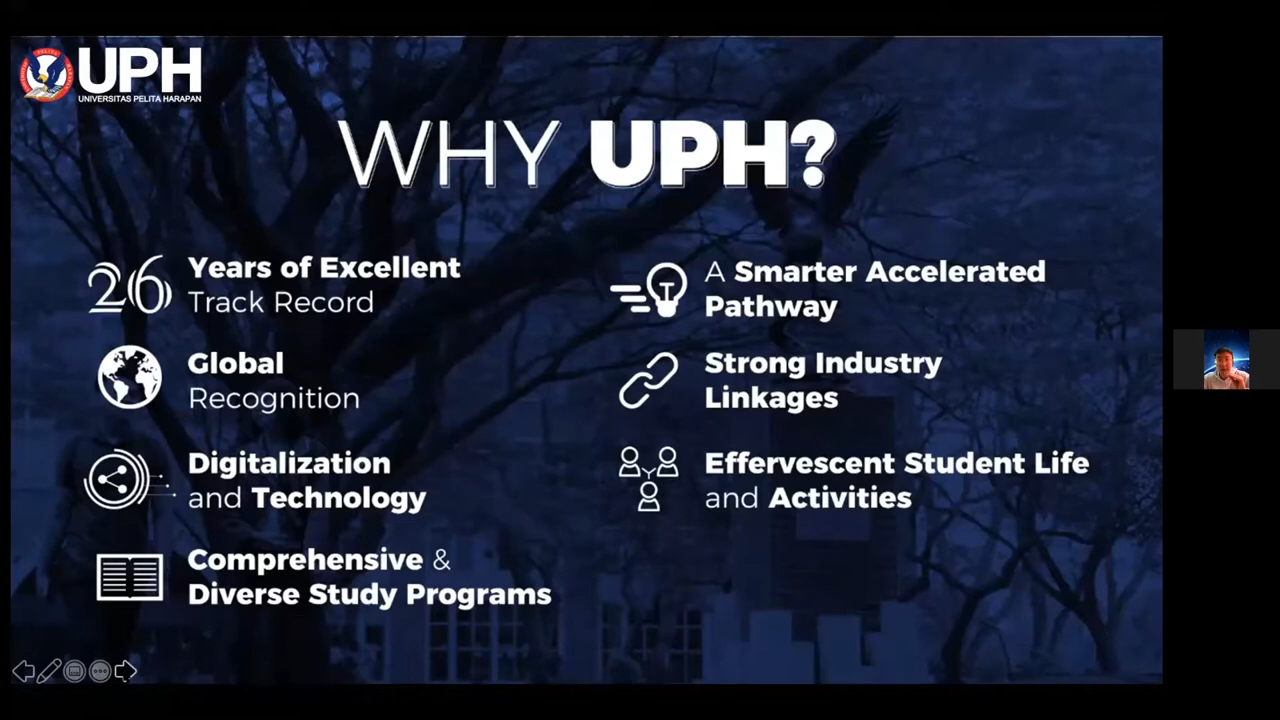 UPH
UNIVERSITAS PELITA HARAPAN
WHY UPH?
26 Years of Excellent
Track Record
Global
Recognition
Digitalization
and Technology
Comprehensive &
Diverse Study Programs
A Smarter Accelerated
Pathway
Strong Industry
Linkages
Effervescent Student Life
and Activities